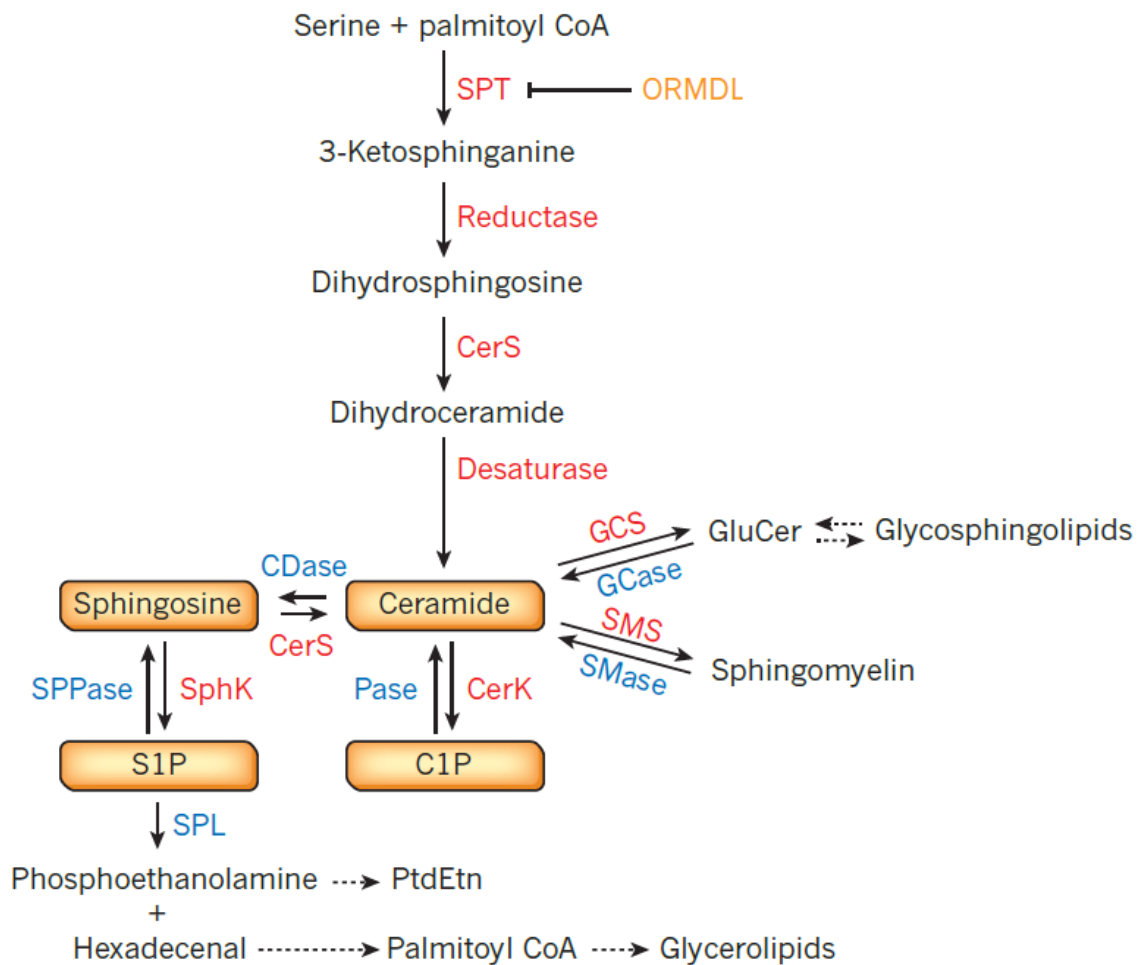 Serine + palmitoyl CoA
SPT ORMDL
3-Ketosphinganine
Reductase
Dihydrosphingosine
CerS
Dihydroceramide
Desaturase
GCS GluCer Glycosphingolipids
GCase
CDase
Sphingosine Ceramide
CerS
SMS
SMase Sphingomyelin
SPPase SphK Pase CerK
S1P C1P
SPL
Phosphoethanolamine PtdEtn
+
Hexadecenal Palmitoyl CoA Glycerolipids